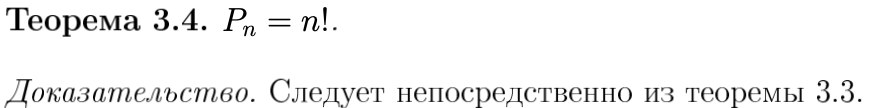 Теорема 3.4. Pₙ = n!.
Доказательство. Следует непосредственно из теоремы 3.3.